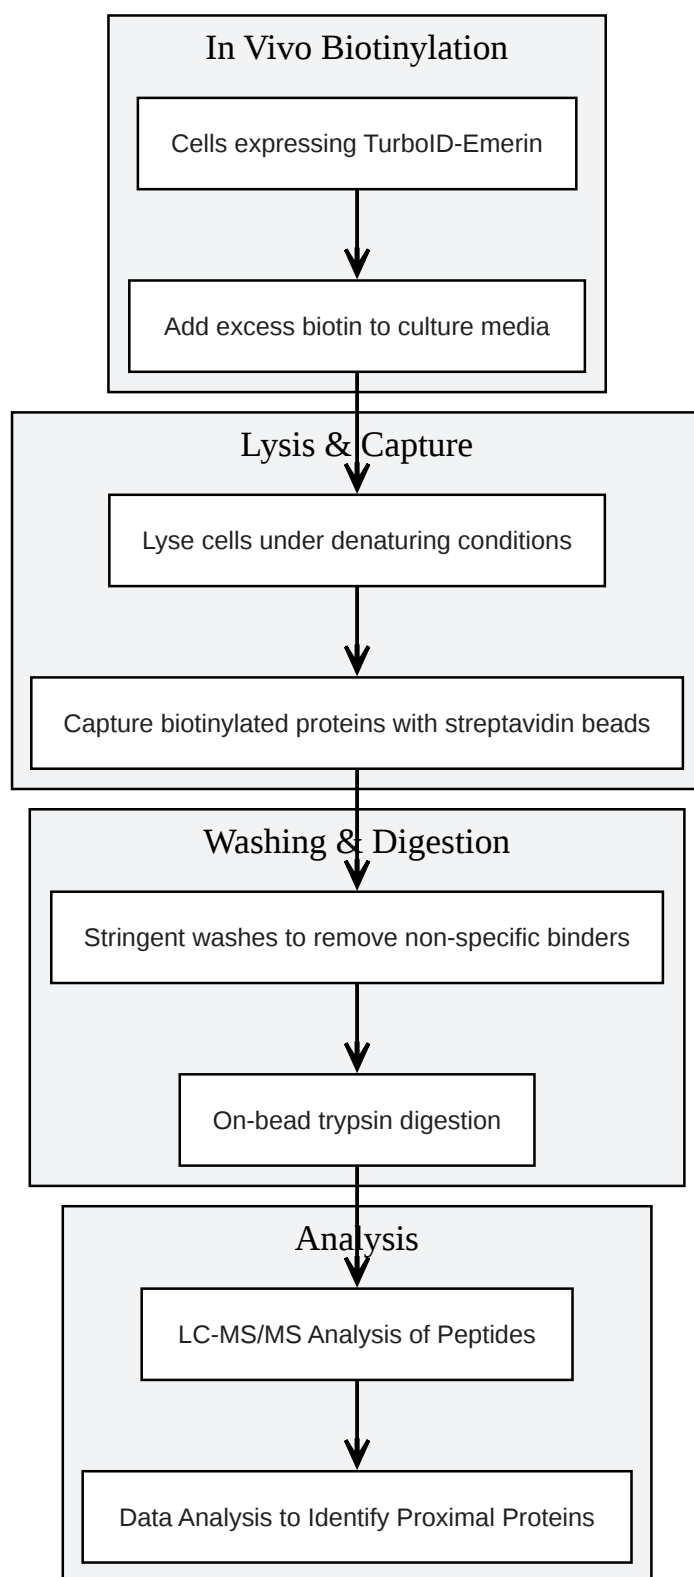 In Vivo Biotinylation
Cells expressing TurboID-Emerin
Add excess biotin to culture media
Lysis & Capture
Lyse cells under denaturing conditions
Capture biotinylated proteins with streptavidin beads
Washing & Digestion
Stringent washes to remove non-specific binders
On-bead trypsin digestion
Analysis
LC-MS/MS Analysis of Peptides
Data Analysis to Identify Proximal Proteins